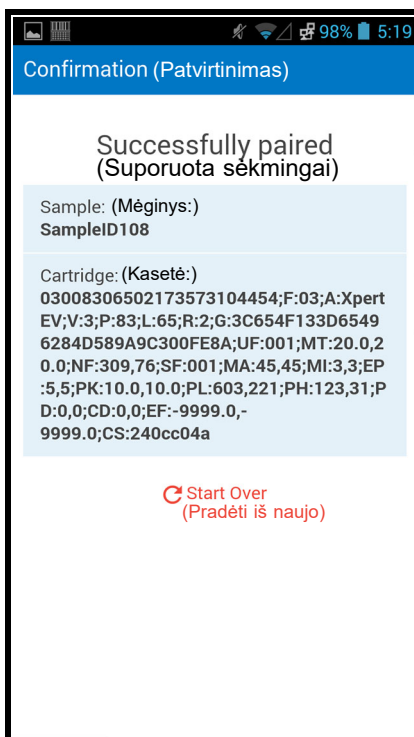 98% 5:19
Confirmation (Patvirtinimas)
Successfully paired
(Suporuota sėkmingai)
Sample: (Mėginys:)
SampleID108
Cartridge: (Kasetė:)
03008306502173573104454;F:03;A:Xpert
EV;V:3;P:83;L:65;R:2;G:3C654F133D6549
6284D589A9C300FE8A;UF:001;MT:20.0,2
0.0;NF:309,76;SF:001;MA:45,45;MI:3,3;EP
:5,5;PK:10.0,10.0;PL:603,221;PH:123,31;P
D:0,0;CD:0,0;EF:-9999.0,-
9999.0;CS:240cc04a
Start Over
(Pradėti iš naujo)